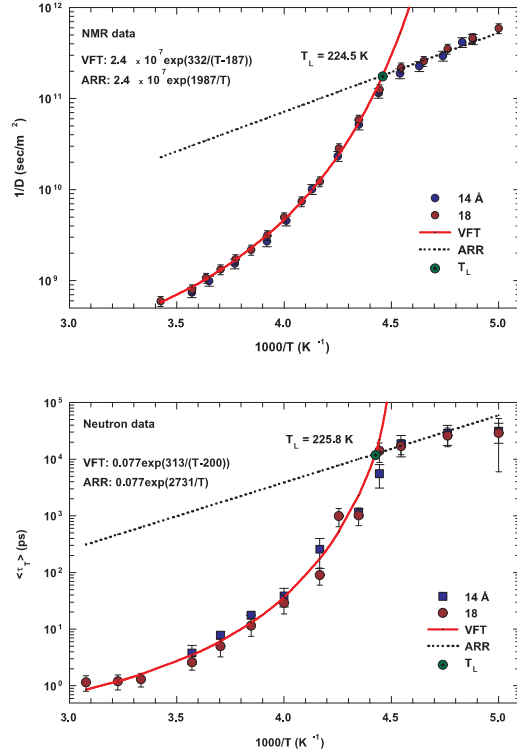 NMR data
VFT: 2.4 × 10^7 exp(332/(T-187))
ARR: 2.4 × 10^7 exp(1987/T)
T_L = 224.5 K
10^12
10^11
10^10
10^9
1/D (sec/m^2)
14 Å
18
VFT
ARR
T_L
3.0 3.5 4.0 4.5 5.0
1000/T (K^-1)
Neutron data
VFT: 0.077exp(313/(T-200))
ARR: 0.077exp(2731/T)
T_L = 225.8 K
10^5
10^4
10^3
10^2
10^1
10^0
<τ_T> (ps)
14 Å
18
VFT
ARR
T_L
3.0 3.5 4.0 4.5 5.0
1000/T (K^-1)